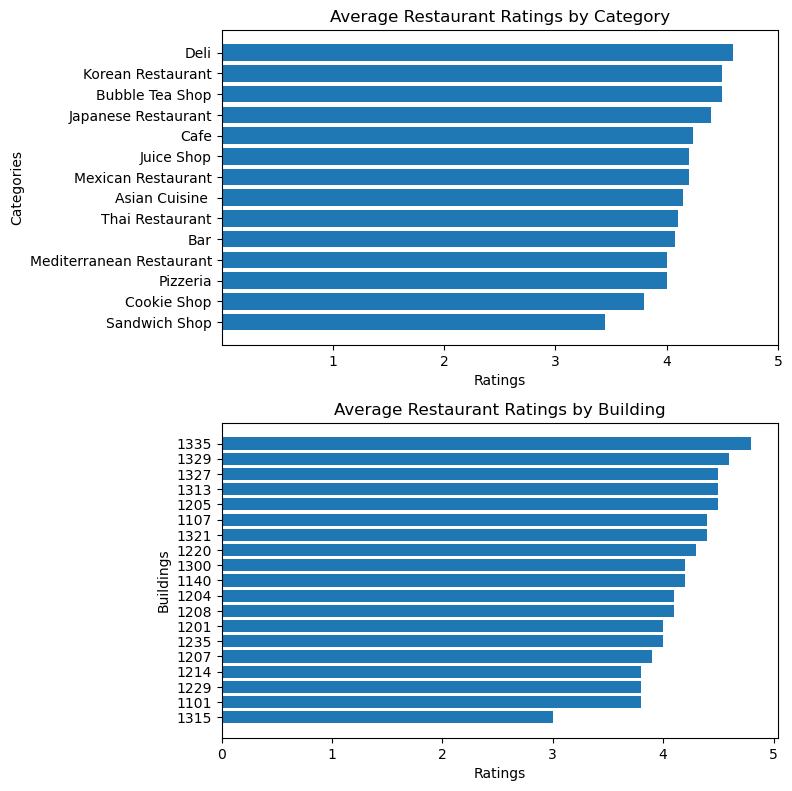 Average Restaurant Ratings by Category
Categories
Deli
Korean Restaurant
Bubble Tea Shop
Japanese Restaurant
Cafe
Juice Shop
Mexican Restaurant
Asian Cuisine
Thai Restaurant
Bar
Mediterranean Restaurant
Pizzeria
Cookie Shop
Sandwich Shop
1 2 3 4 5
Ratings
Average Restaurant Ratings by Building
Buildings
1335
1329
1327
1313
1205
1107
1321
1220
1300
1140
1204
1208
1201
1235
1207
1214
1229
1101
1315
0 1 2 3 4 5
Ratings